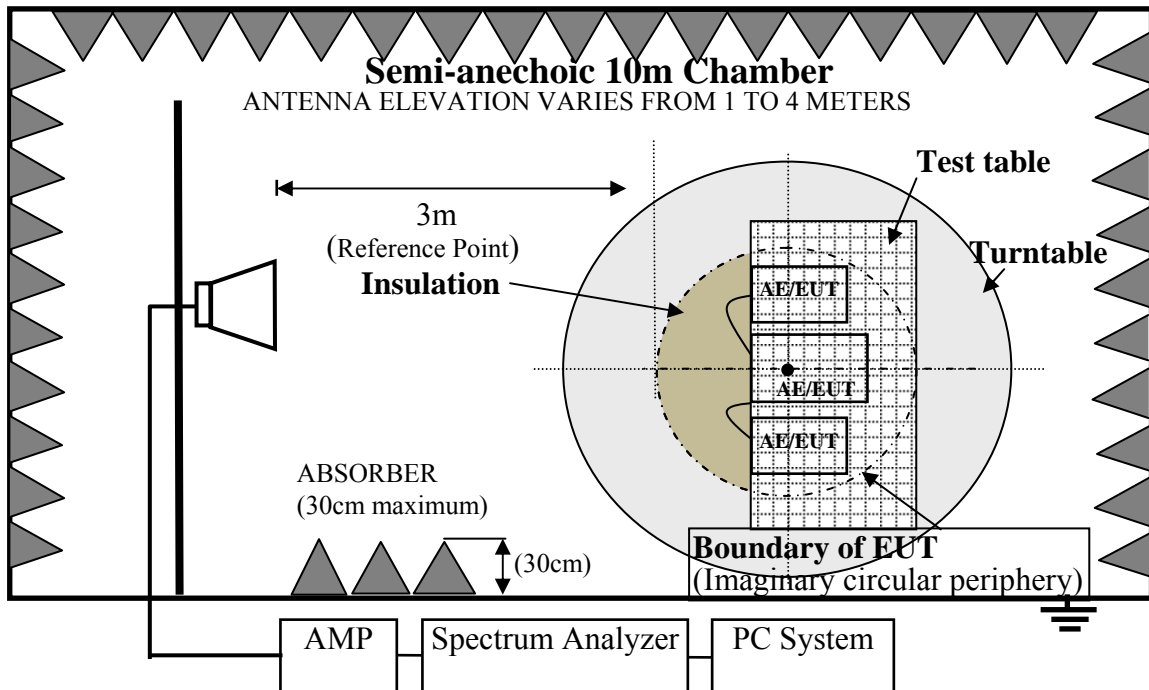 Semi-anechoic 10m Chamber
ANTENNA ELEVATION VARIES FROM 1 TO 4 METERS
Test table
3m
(Reference Point)
Turntable
Insulation
AE/EUT
AE/EUT
AE/EUT
ABSORBER
(30cm maximum)
(30cm)
Boundary of EUT
(Imaginary circular periphery)
AMP
Spectrum Analyzer
PC System